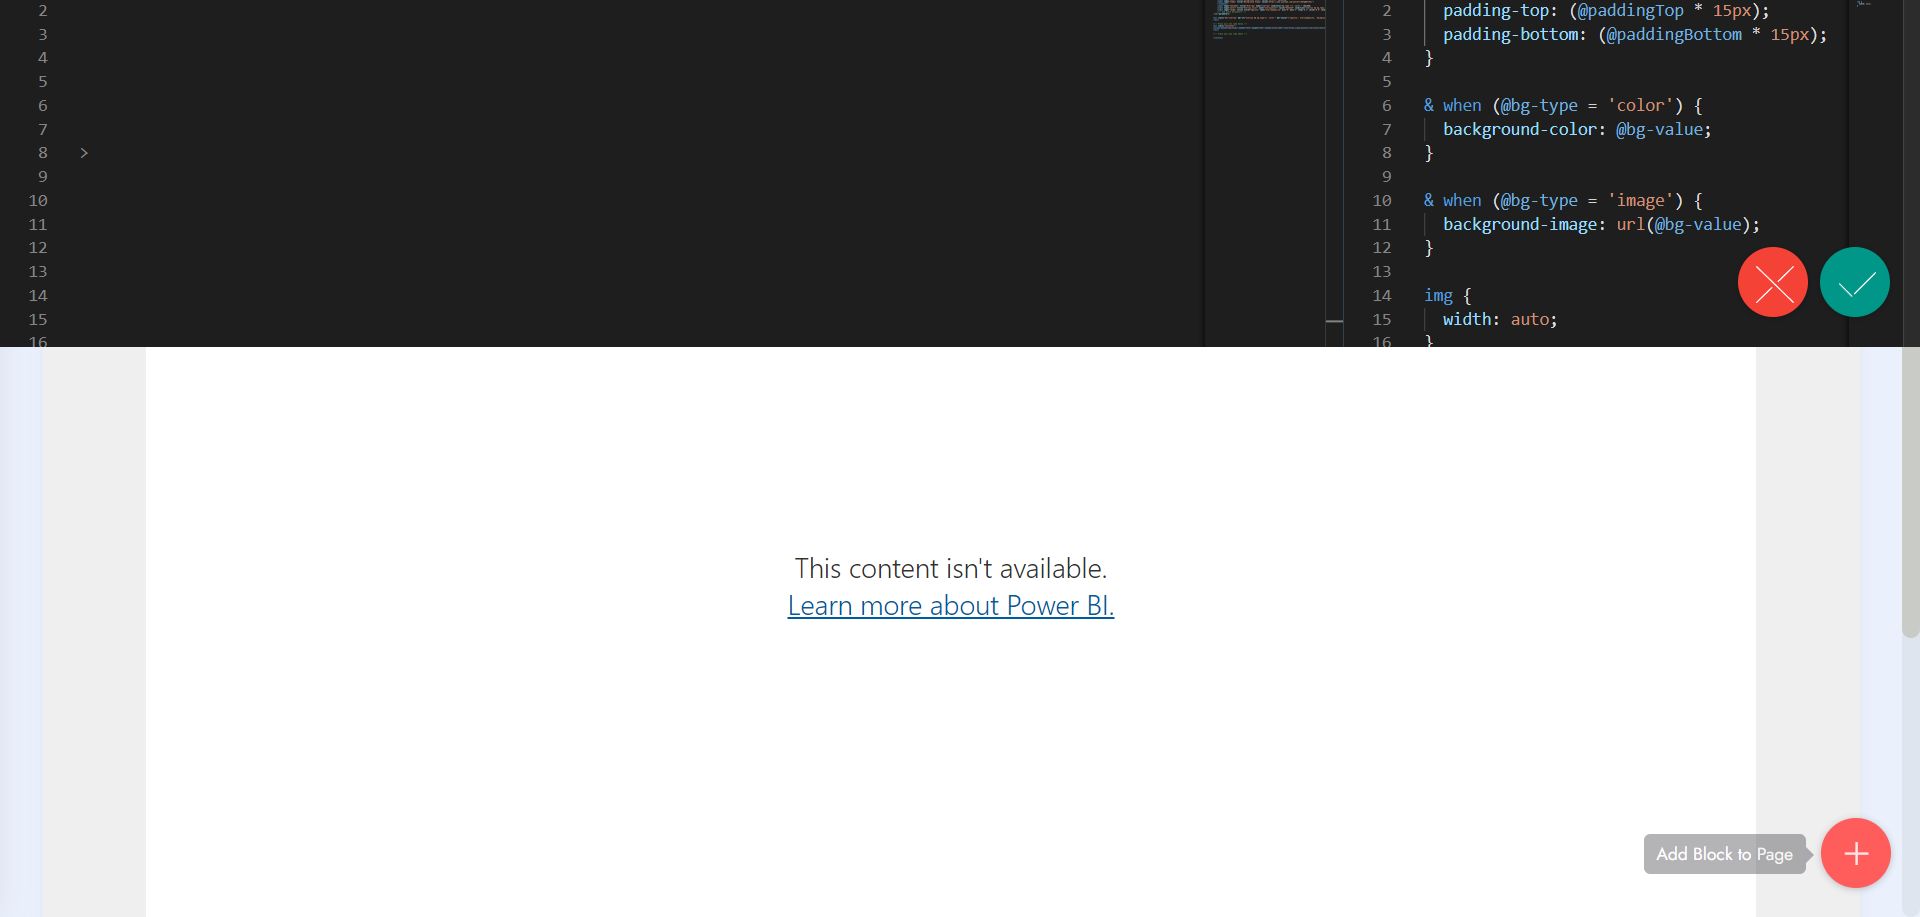 2
3
4
5
6
7
8 >
9
10
11
12
13
14
15
16
2 padding-top: (@paddingTop * 15px);
3 padding-bottom: (@paddingBottom * 15px);
4 }
5
6 & when (@bg-type = 'color') {
7 background-color: @bg-value;
8 }
9
10 & when (@bg-type = 'image') {
11 background-image: url(@bg-value);
12 }
13
14 img {
15 width: auto;
16 }
This content isn't available.
Learn more about Power BI.
Add Block to Page